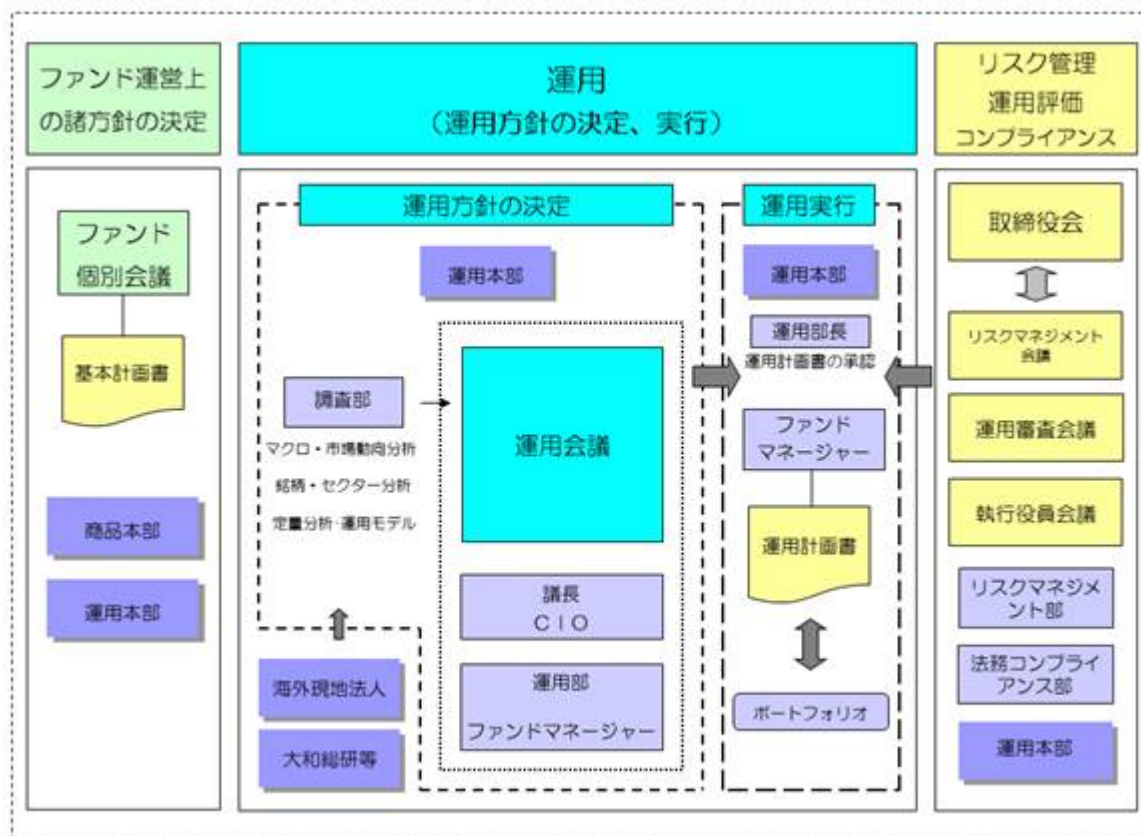 ファンド運営上
の諸方針の決定
運用
（運用方針の決定、実行）
リスク管理
運用評価
コンプライアンス
ファンド
個別会議
基本計画書
商品本部
運用本部
運用方針の決定
運用本部
調査部
マクロ・市場動向分析
銘柄・セクター分析
定量分析・運用モデル
運用会議
議長
CIO
運用部
ファンドマネージャー
海外現地法人
大和総研等
運用実行
運用本部
運用部長
運用計画書の承認
ファンド
マネージャー
運用計画書
ポートフォリオ
取締役会
リスクマネジメント
会議
運用審査会議
執行役員会議
リスクマネジメ
ント部
法務コンプライ
アンス部
運用本部